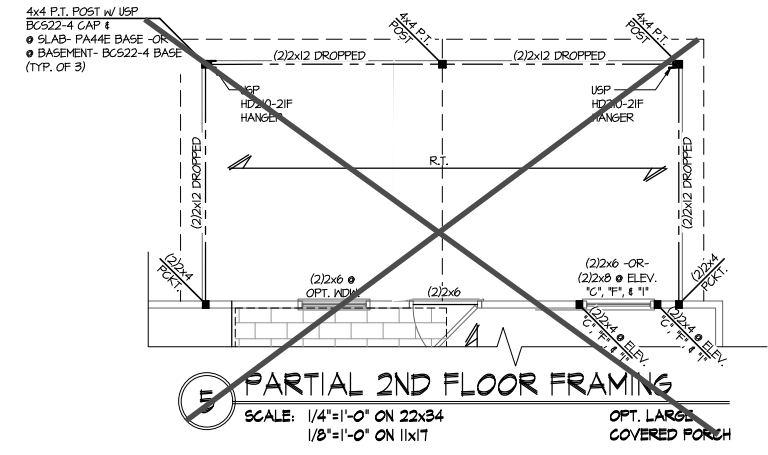 4x4 P.T. POST W/ USP
BCS22-4 CAP &
@ SLAB- PA44E BASE -OR-
@ BASEMENT- BCS22-4 BASE
(TYP. OF 3)
4x4 P.T.
POST
4x4 P.T.
POST
(2)2x12 DROPPED
(2)2x12 DROPPED
USP
HD210-2IF
HANGER
USP
HD210-2IF
HANGER
R.T.
(2)2x12 DROPPED
(2)2x12 DROPPED
(2)2x4
PCKT.
(2)2x6 @
OPT. WDW.
(2)2x6
(2)2x6 -OR-
(2)2x8 @ ELEV.
"C", "F", & "I"
(2)2x4
PCKT.
(2)2x4 @ ELEV.
"C", "F", & "I"
(2)2x4 @ ELEV.
"C", "F", & "I"
5
PARTIAL 2ND FLOOR FRAMING
SCALE: 1/4"=1'-0" ON 22x34
1/8"=1'-0" ON 11x17
OPT. LARGE
COVERED PORCH